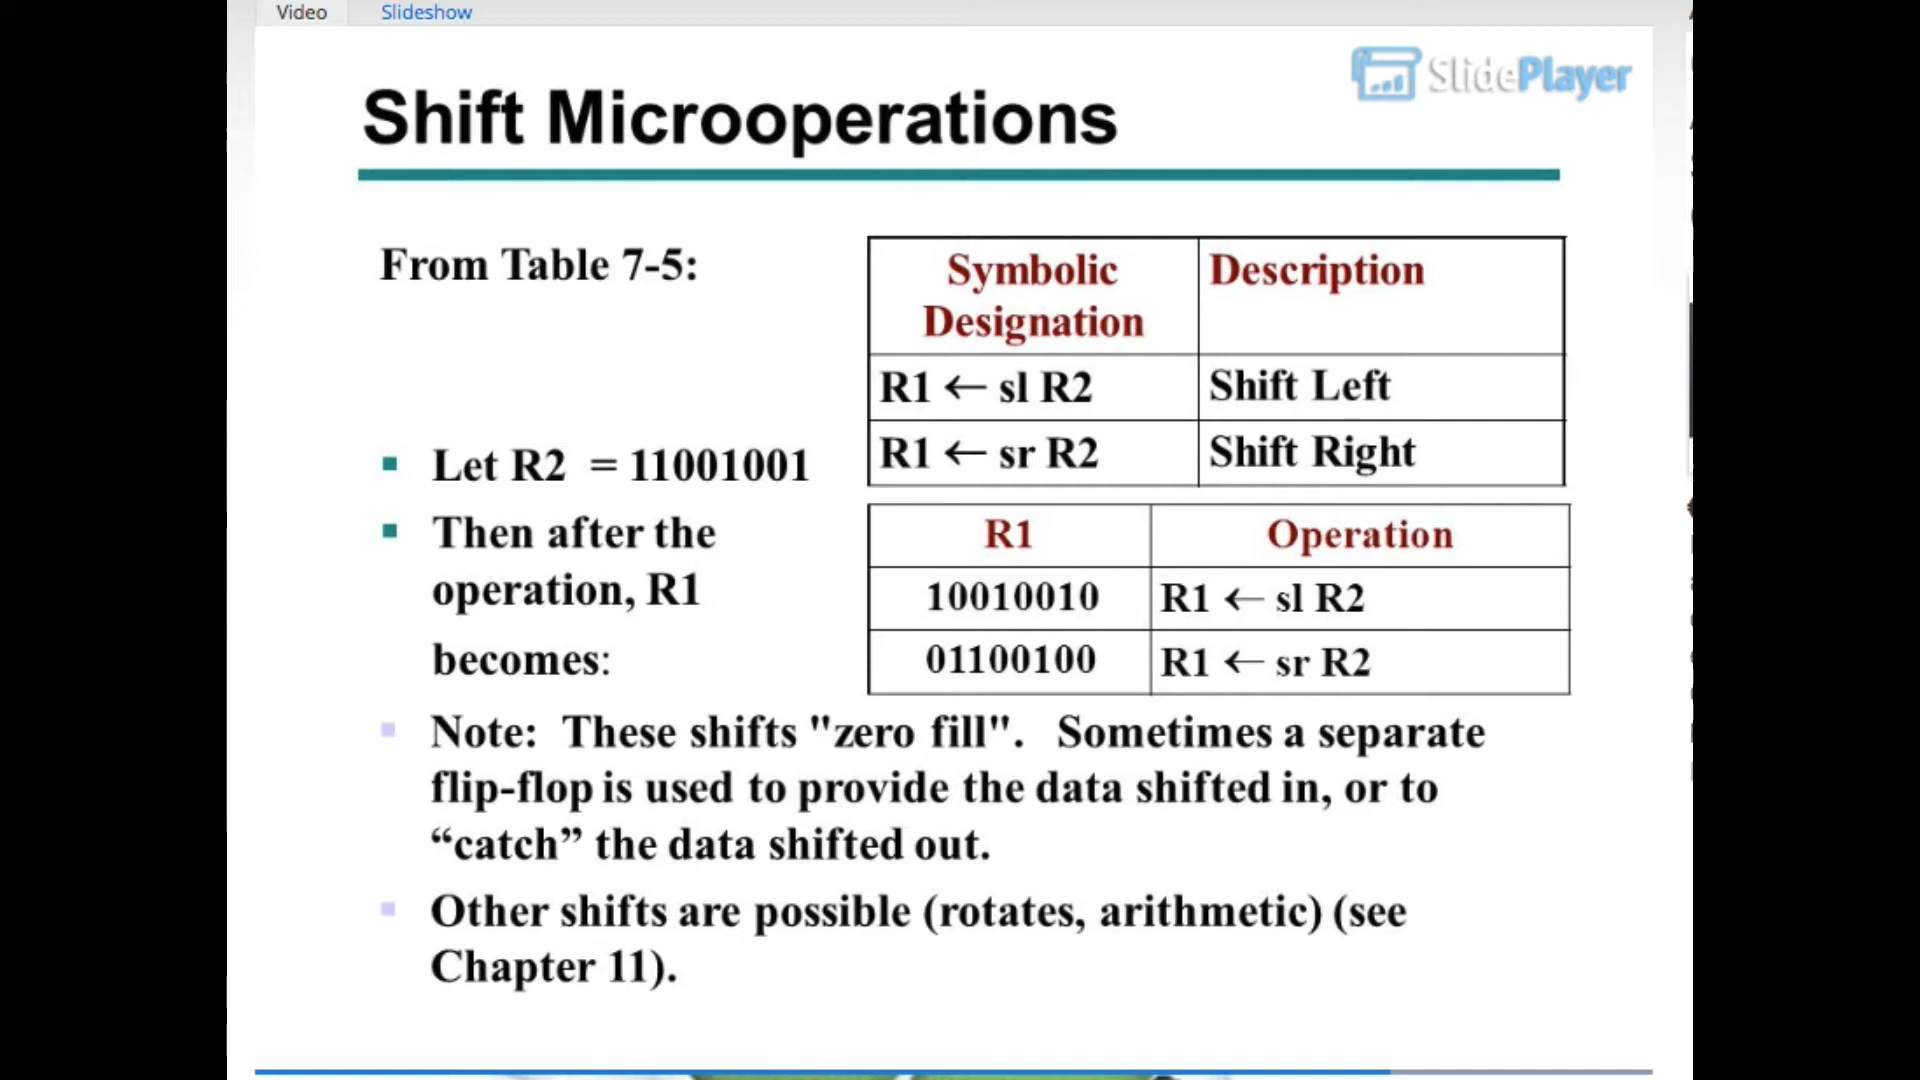 Video Slideshow
SlidePlayer
Shift Microoperations
From Table 7-5:
Symbolic Designation Description
R1 ← sl R2 Shift Left
R1 ← sr R2 Shift Right
Let R2 = 11001001
Then after the
operation, R1
becomes:
R1 Operation
10010010 R1 ← sl R2
01100100 R1 ← sr R2
Note: These shifts "zero fill". Sometimes a separate
flip-flop is used to provide the data shifted in, or to
“catch” the data shifted out.
Other shifts are possible (rotates, arithmetic) (see
Chapter 11).